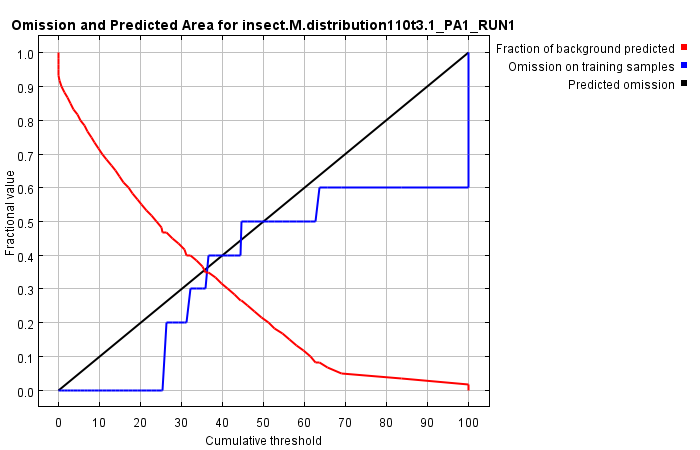 Omission and Predicted Area for insect.M.distribution110t3.1_PA1_RUN1
Fraction of background predicted
Omission on training samples
Predicted omission
Fractional value
1.0
0.9
0.8
0.7
0.6
0.5
0.4
0.3
0.2
0.1
0.0
0 10 20 30 40 50 60 70 80 90 100
Cumulative threshold